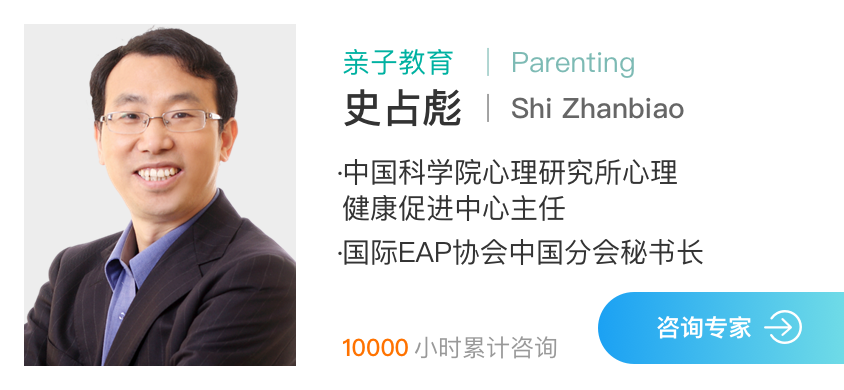 亲子教育 | Parenting
史占彪 | Shi Zhanbiao
·中国科学院心理研究所心理
健康促进中心主任
·国际EAP协会中国分会秘书长
10000 小时累计咨询
咨询专家